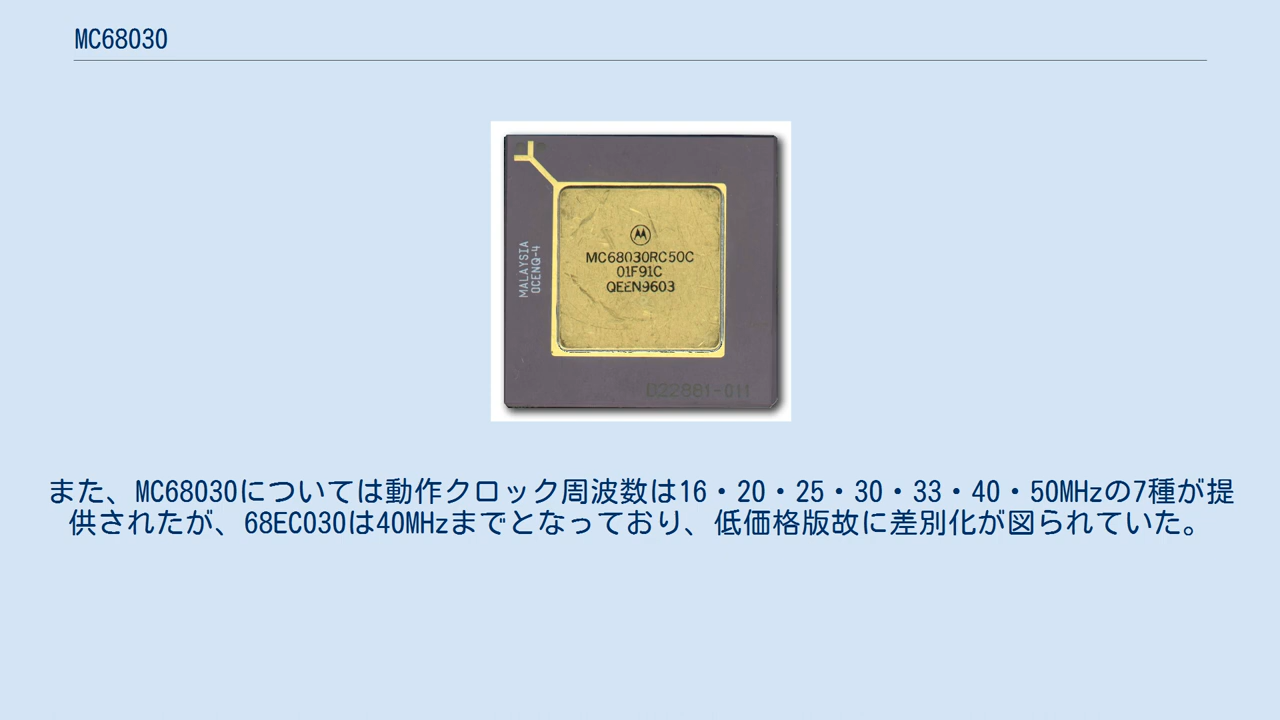 MC68030
MALAYSIA
QCENQ-4
MC68030RC50C
01F91C
QEEN9603
D22881-011
また、MC68030については動作クロック周波数は16・20・25・30・33・40・50MHzの7種が提
供されたが、68EC030は40MHzまでとなっており、低価格版故に差別化が図られていた。